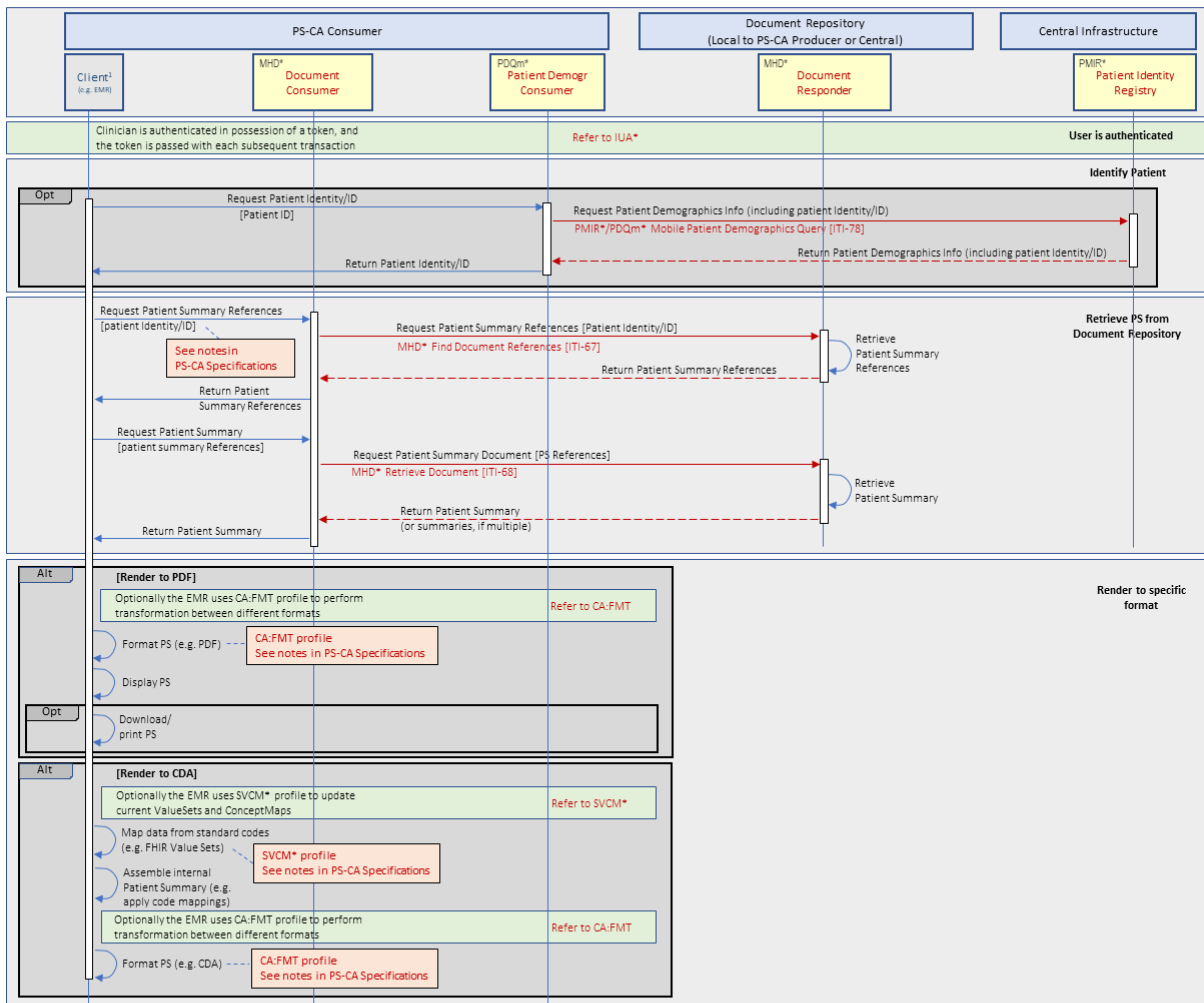 PS-CA Consumer
Document Repository
(Local to PS-CA Producer or Central)
Central Infrastructure
Client1
(e.g. EMR)
MHD*
Document
Consumer
PDQm*
Patient Demogr
Consumer
MHD*
Document
Responder
PMIR*
Patient Identity
Registry
Clinician is authenticated in possession of a token, and
the token is passed with each subsequent transaction
Refer to IUA*
User is authenticated
Identify Patient
Opt
Request Patient Identity/ID
[Patient ID]
Request Patient Demographics Info (including patient Identity/ID)
PMIR*/PDQm* Mobile Patient Demographics Query [ITI-78]
Return Patient Demographics Info (including patient Identity/ID)
Return Patient Identity/ID
Retrieve PS from
Document Repository
Request Patient Summary References
[patient Identity/ID]
See notes in
PS-CA Specifications
Request Patient Summary References [Patient Identity/ID]
MHD* Find Document References [ITI-67]
Retrieve
Patient Summary
References
Return Patient Summary References
Return Patient
Summary References
Request Patient Summary
[patient summary References]
Request Patient Summary Document [PS References]
MHD* Retrieve Document [ITI-68]
Retrieve
Patient Summary
Return Patient Summary
(or summaries, if multiple)
Return Patient Summary
Render to specific
format
Alt
[Render to PDF]
Optionally the EMR uses CA:FMT profile to perform
transformation between different formats
Refer to CA:FMT
Format PS (e.g. PDF)
CA:FMT profile
See notes in PS-CA Specifications
Display PS
Opt
Download/
print PS
Alt
[Render to CDA]
Optionally the EMR uses SVCM* profile to update
current ValueSets and ConceptMaps
Refer to SVCM*
Map data from standard codes
(e.g. FHIR Value Sets)
SVCM* profile
See notes in PS-CA Specifications
Assemble internal
Patient Summary (e.g.
apply code mappings)
Optionally the EMR uses CA:FMT profile to perform
transformation between different formats
Refer to CA:FMT
Format PS (e.g. CDA)
CA:FMT profile
See notes in PS-CA Specifications